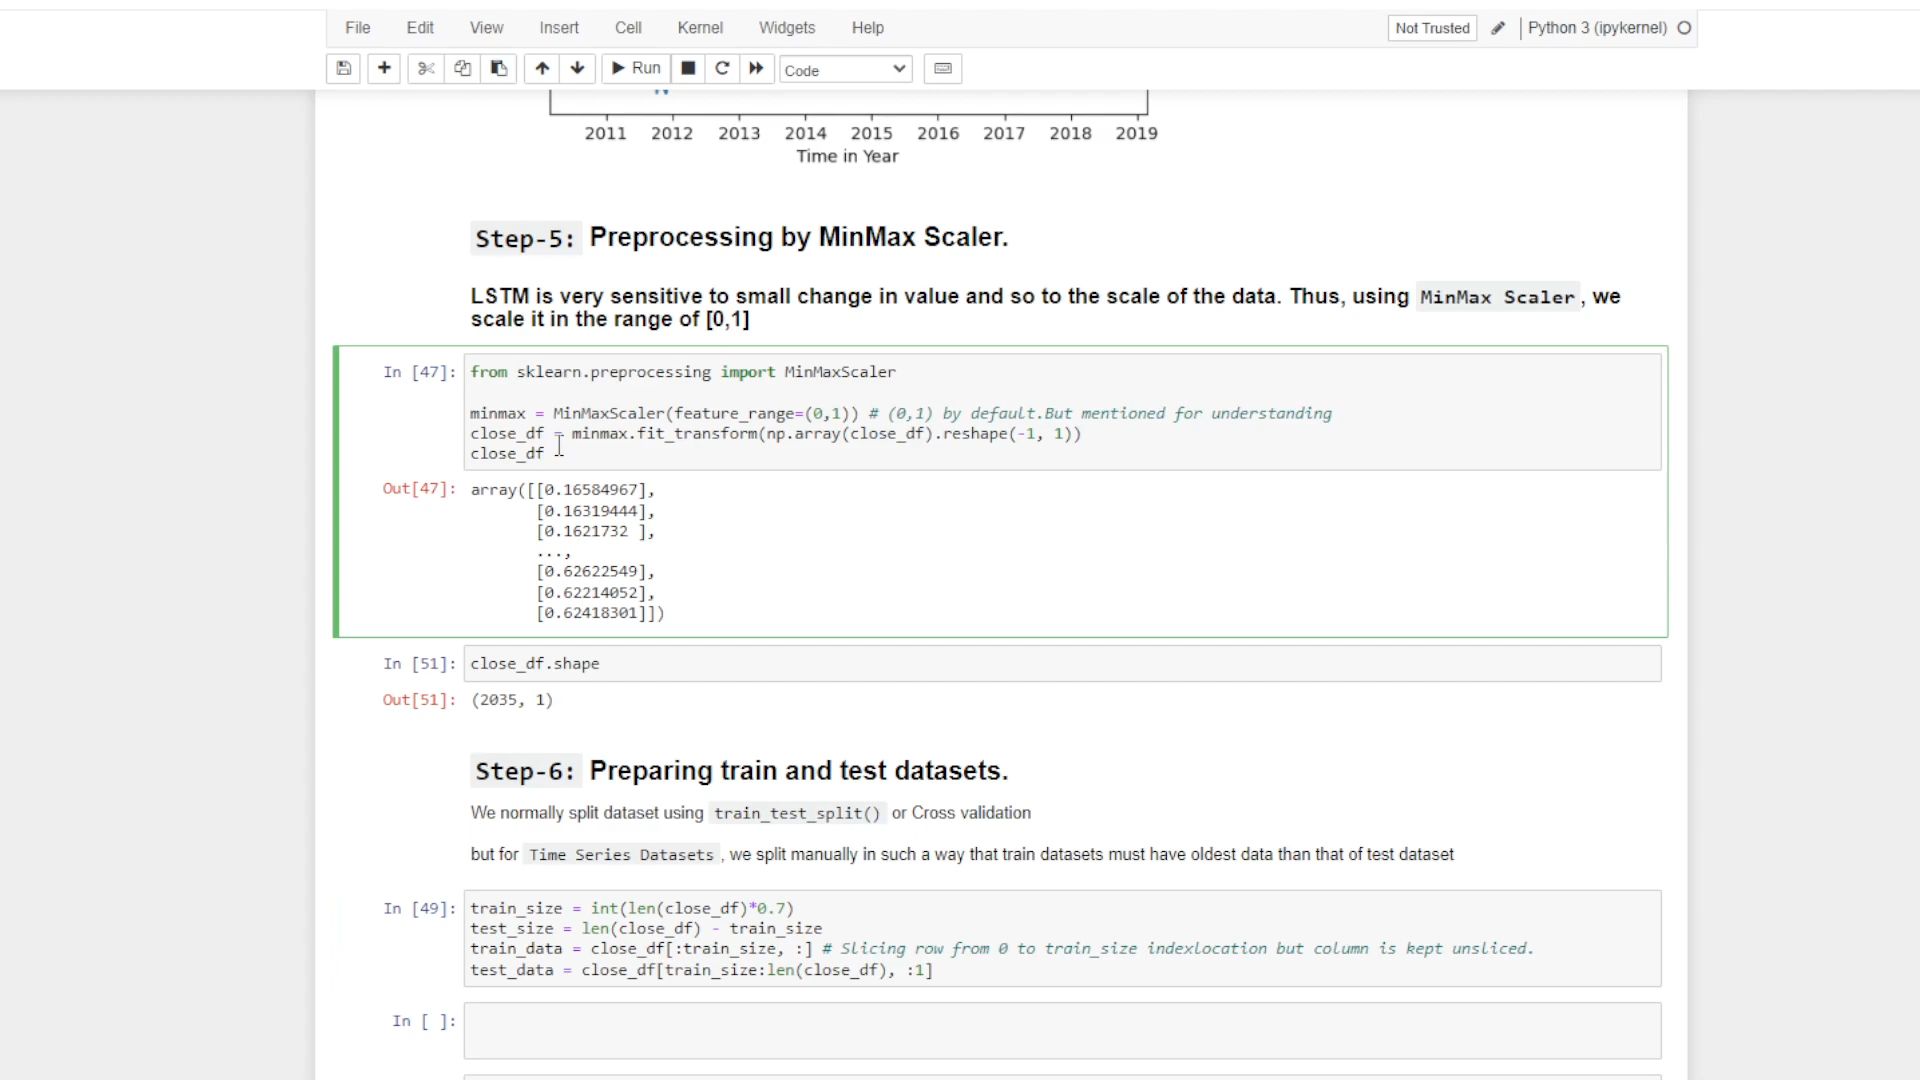 File Edit View Insert Cell Kernel Widgets Help Not Trusted Python 3 (ipykernel)
Run Code
2011 2012 2013 2014 2015 2016 2017 2018 2019
Time in Year
Step-5: Preprocessing by MinMax Scaler.
LSTM is very sensitive to small change in value and so to the scale of the data. Thus, using MinMax Scaler, we
scale it in the range of [0,1]
In [47]: from sklearn.preprocessing import MinMaxScaler
minmax = MinMaxScaler(feature_range=(0,1)) # (0,1) by default.But mentioned for understanding
close_df = minmax.fit_transform(np.array(close_df).reshape(-1, 1))
close_df
Out[47]: array([[0.16584967],
[0.16319444],
[0.1621732 ],
...,
[0.62622549],
[0.62214052],
[0.62418301]])
In [51]: close_df.shape
Out[51]: (2035, 1)
Step-6: Preparing train and test datasets.
We normally split dataset using train_test_split() or Cross validation
but for Time Series Datasets , we split manually in such a way that train datasets must have oldest data than that of test dataset
In [49]: train_size = int(len(close_df)*0.7)
test_size = len(close_df) - train_size
train_data = close_df[:train_size, :] # Slicing row from 0 to train_size indexlocation but column is kept unsliced.
test_data = close_df[train_size:len(close_df), :1]
In [ ]: